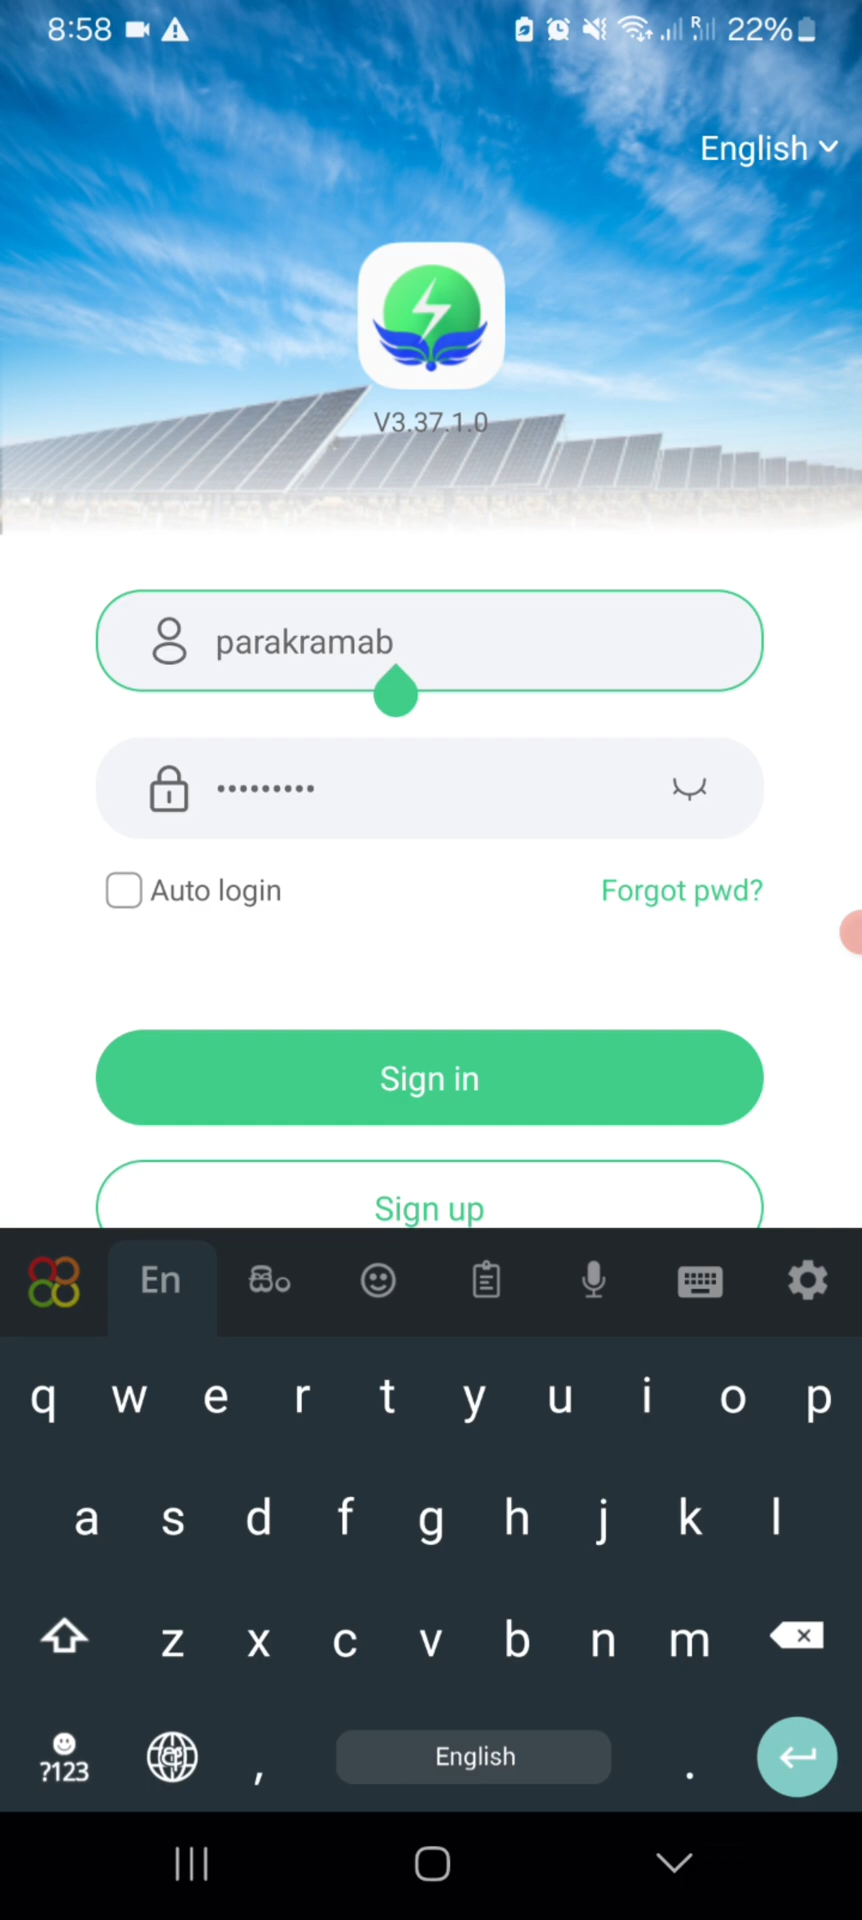 8:58 R 22%
English
V3.37.1.0
parakramab
•••••••••
Auto login Forgot pwd?
Sign in
Sign up
En
q w e r t y u i o p
a s d f g h j k l
z x c v b n m
?123 , English .